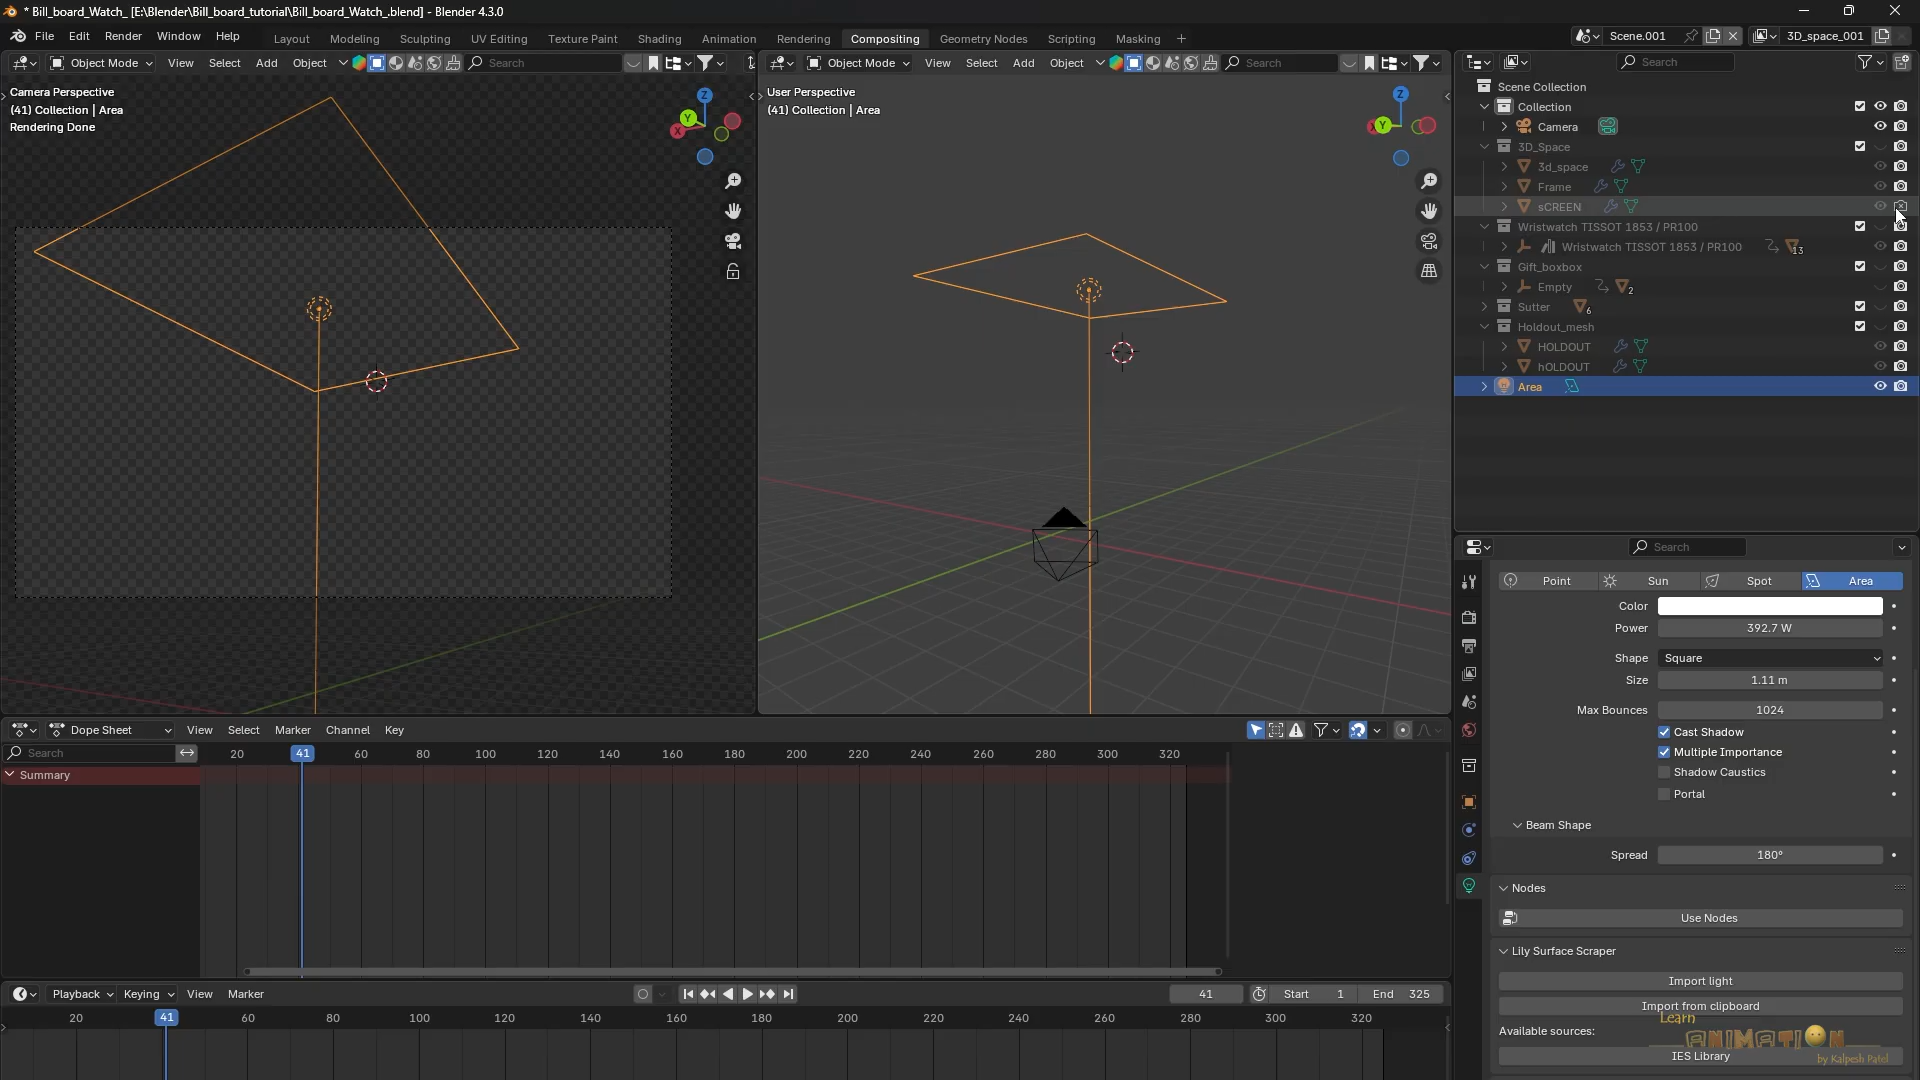 * Bill_board_Watch_ [E:\Blender\Bill_board_tutorial\Bill_board_Watch_.blend] - Blender 4.3.0
File Edit Render Window Help Layout Modeling Sculpting UV Editing Texture Paint Shading Animation Rendering Compositing Geometry Nodes Scripting Masking + Scene.001 3D_space_001
Object Mode View Select Add Object Search Object Mode View Select Add Object Search Search
Camera Perspective
(41) Collection | Area
Rendering Done
Z
Y
X
User Perspective
(41) Collection | Area
Z
Y
X
Scene Collection
Collection
Camera
3D_Space
3d_space
Frame
sCREEN
Wristwatch TISSOT 1853 / PR100
Wristwatch TISSOT 1853 / PR100 13
Gift_boxbox
Empty 2
Sutter 6
Holdout_mesh
HOLDOUT
hOLDOUT
Area
Search
Point Sun Spot Area
Color
Power 392.7 W
Shape Square
Size 1.11 m
Max Bounces 1024
Cast Shadow
Multiple Importance
Shadow Caustics
Portal
Beam Shape
Spread 180°
Nodes
Use Nodes
Lily Surface Scraper
Import light
Import from clipboard
Available sources:
IES Library
Learn
ANIMATION
by Kalpesh Patel
Dope Sheet View Select Marker Channel Key
Search 20 41 60 80 100 120 140 160 180 200 220 240 260 280 300 320
Summary
Playback Keying View Marker 41 Start 1 End 325
20 41 60 80 100 120 140 160 180 200 220 240 260 280 300 320